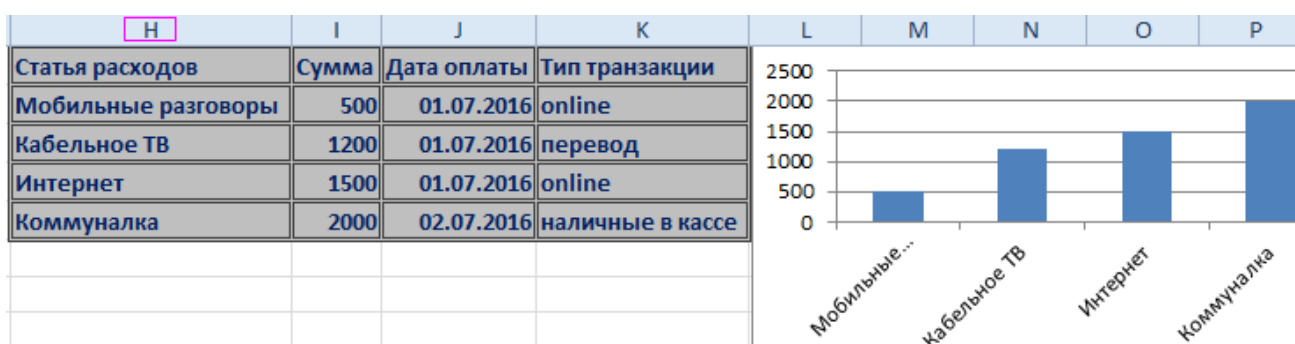 H I J K L M N O P
Статья расходов Сумма Дата оплаты Тип транзакции
Мобильные разговоры 500 01.07.2016 online
Кабельное ТВ 1200 01.07.2016 перевод
Интернет 1500 01.07.2016 online
Коммуналка 2000 02.07.2016 наличные в кассе
2500
2000
1500
1000
500
0
Мобильные...
Кабельное ТВ
Интернет
Коммуналка